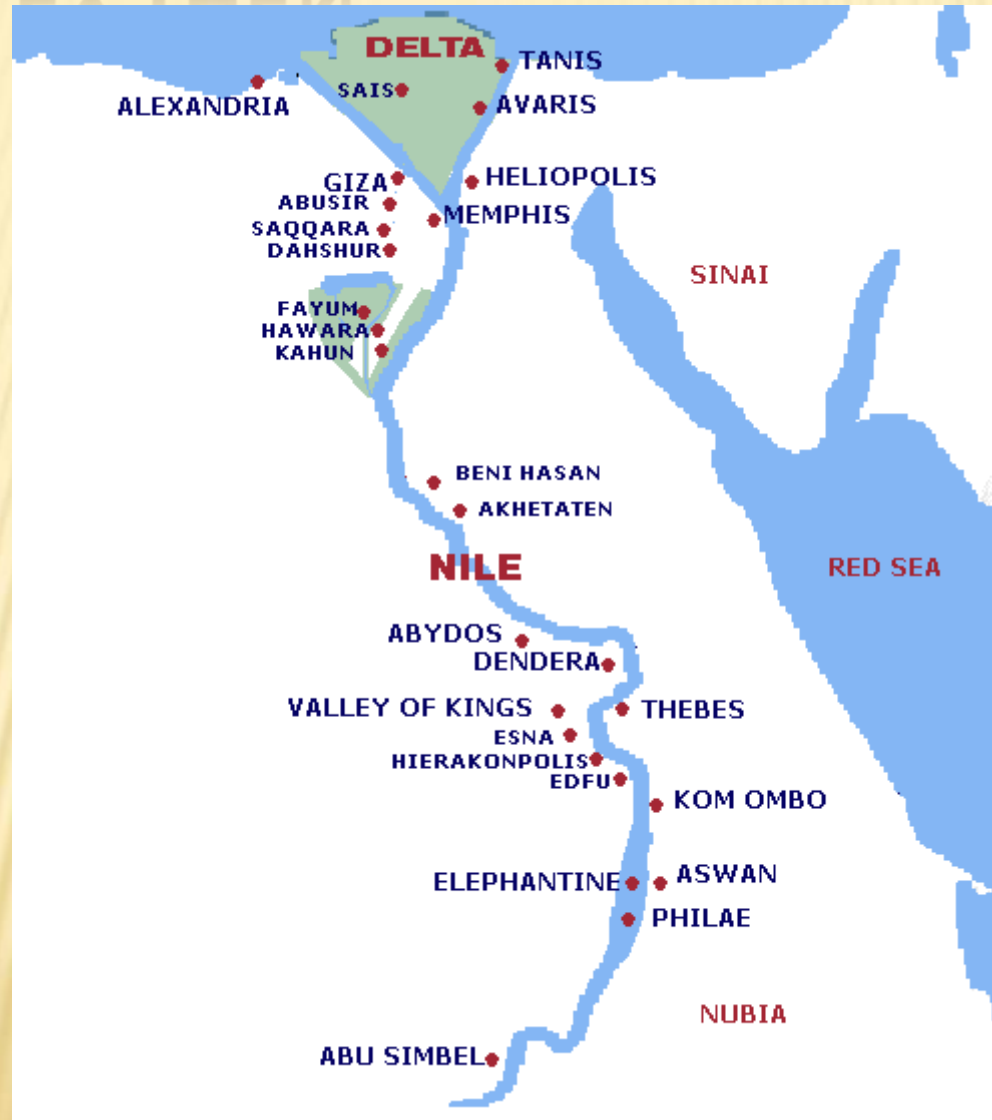 DELTA
TANIS
SAIS
ALEXANDRIA
AVARIS
GIZA
HELIOPOLIS
ABUSIR
MEMPHIS
SAQQARA
DAHSHUR
SINAI
FAYUM
HAWARA
KAHUN
BENI HASAN
AKHETATEN
NILE
RED SEA
ABYDOS
DENDERA
VALLEY OF KINGS
THEBES
ESNA
HIERAKONPOLIS
EDFU
KOM OMBO
ELEPHANTINE
ASWAN
PHILAE
NUBIA
ABU SIMBEL